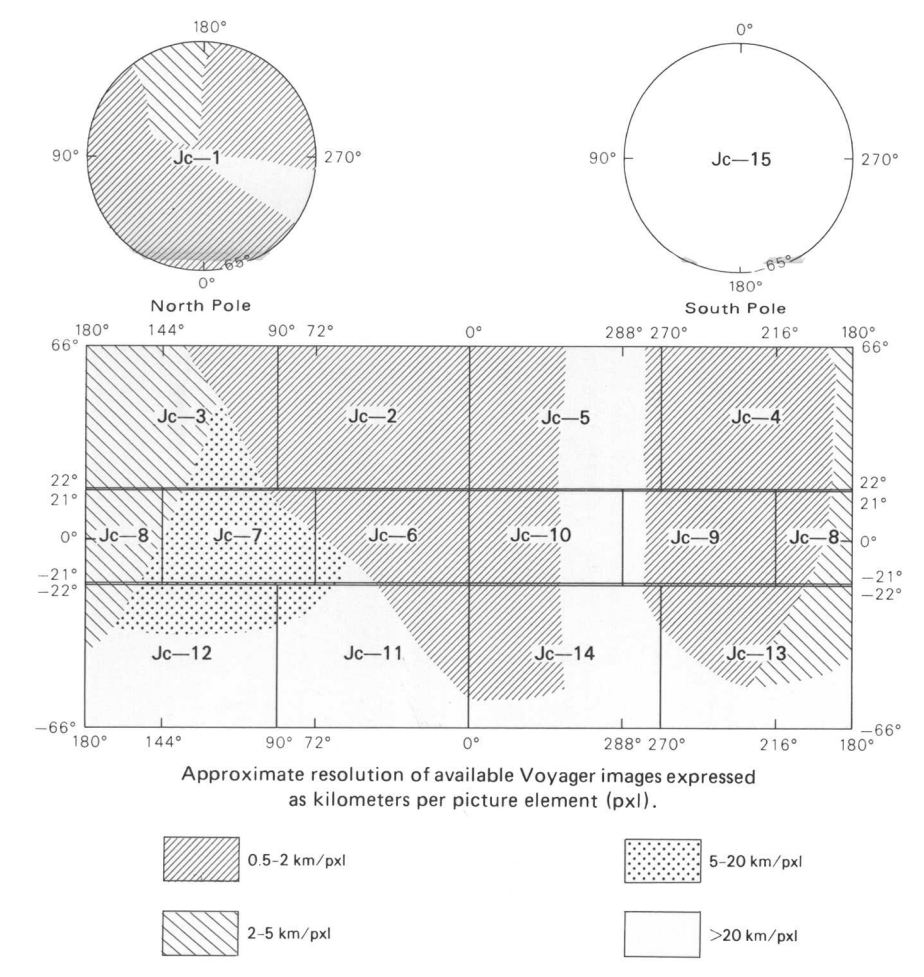 180° 0°
90° Jc—1 270° 90° Jc—15 270°
65° −65°
0° 180°
North Pole South Pole
180° 144° 90° 72° 0° 288° 270° 216° 180°
66° 66°
Jc—3 Jc—2 Jc—5 Jc—4
22° 22°
21° 21°
0° Jc—8 Jc—7 Jc—6 Jc—10 Jc—9 Jc—8 0°
−21° −21°
−22° −22°
Jc—12 Jc—11 Jc—14 Jc—13
−66° −66°
180° 144° 90° 72° 0° 288° 270° 216° 180°
Approximate resolution of available Voyager images expressed
as kilometers per picture element (pxl).
0.5-2 km/pxl 5-20 km/pxl
2-5 km/pxl >20 km/pxl